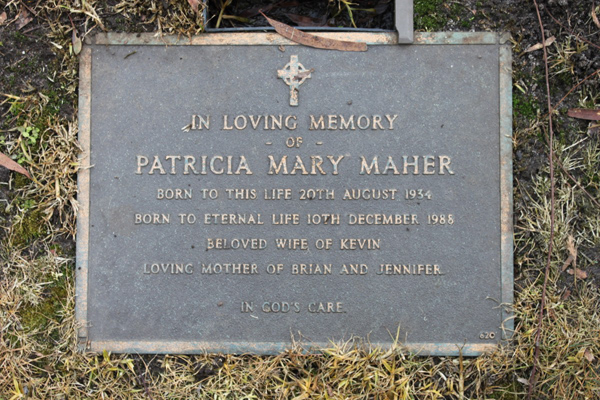 IN LOVING MEMORY
- OF -
PATRICIA MARY MAHER
BORN TO THIS LIFE 20TH AUGUST 1934
BORN TO ETERNAL LIFE 10TH DECEMBER 1988
BELOVED WIFE OF KEVIN
LOVING MOTHER OF BRIAN AND JENNIFER.
IN GOD'S CARE.